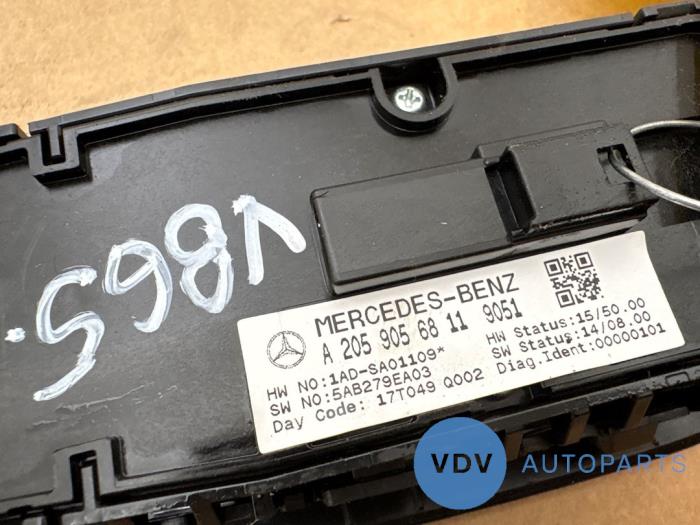 V865.
MERCEDES-BENZ
A 205 905 68 11 9051
HW NO:1AD-SA01109*
SW NO:5AB279EA03
Day Code: 17T049 Q002
HW Status:15/50.00
SW Status:14/08.00
Diag.Ident:00000101
VDV AUTOPARTS